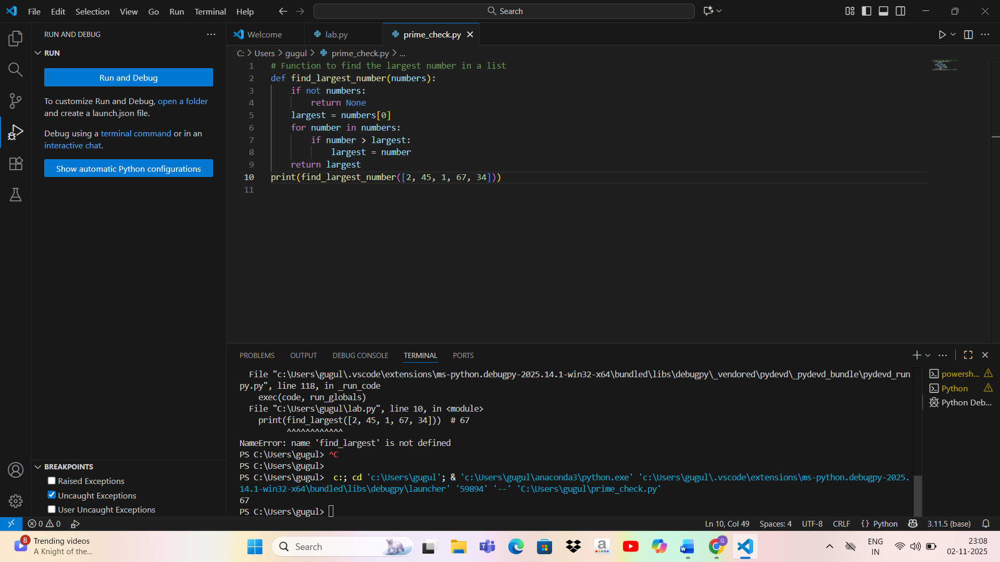 File Edit Selection View Go Run Terminal Help
Search
RUN AND DEBUG
RUN
Run and Debug
To customize Run and Debug, open a folder
and create a launch.json file.
Debug using a terminal command or in an
interactive chat.
Show automatic Python configurations
BREAKPOINTS
Raised Exceptions
Uncaught Exceptions
User Uncaught Exceptions
Welcome lab.py prime_check.py
C: > Users > gugul > prime_check.py > ...
1 # Function to find the largest number in a list
2 def find_largest_number(numbers):
3 if not numbers:
4 return None
5 largest = numbers[0]
6 for number in numbers:
7 if number > largest:
8 largest = number
9 return largest
10 print(find_largest_number([2, 45, 1, 67, 34]))
11
PROBLEMS OUTPUT DEBUG CONSOLE TERMINAL PORTS
File "c:\Users\gugul\.vscode\extensions\ms-python.debugpy-2025.14.1-win32-x64\bundled\libs\debugpy\_vendored\pydevd\_pydevd_bundle\pydevd_run
py.py", line 118, in _run_code
exec(code, run_globals)
File "C:\Users\gugul\lab.py", line 10, in <module>
print(find_largest([2, 45, 1, 67, 34])) # 67
^^^^^^^^^^^^
NameError: name 'find_largest' is not defined
PS C:\Users\gugul> ^C
PS C:\Users\gugul>
PS C:\Users\gugul> c:; cd 'c:\Users\gugul'; & 'c:\Users\gugul\anaconda3\python.exe' 'c:\Users\gugul\.vscode\extensions\ms-python.debugpy-2025.
14.1-win32-x64\bundled\libs\debugpy\launcher' '59894' '--' 'C:\Users\gugul\prime_check.py'
67
PS C:\Users\gugul>
powersh...
Python
Python Deb...
0 0
Ln 10, Col 49 Spaces: 4 UTF-8 CRLF {} Python 3.11.5 (base)
8
Trending videos
A Knight of the...
Search
a
W
G
ENG
IN
23:08
02-11-2025